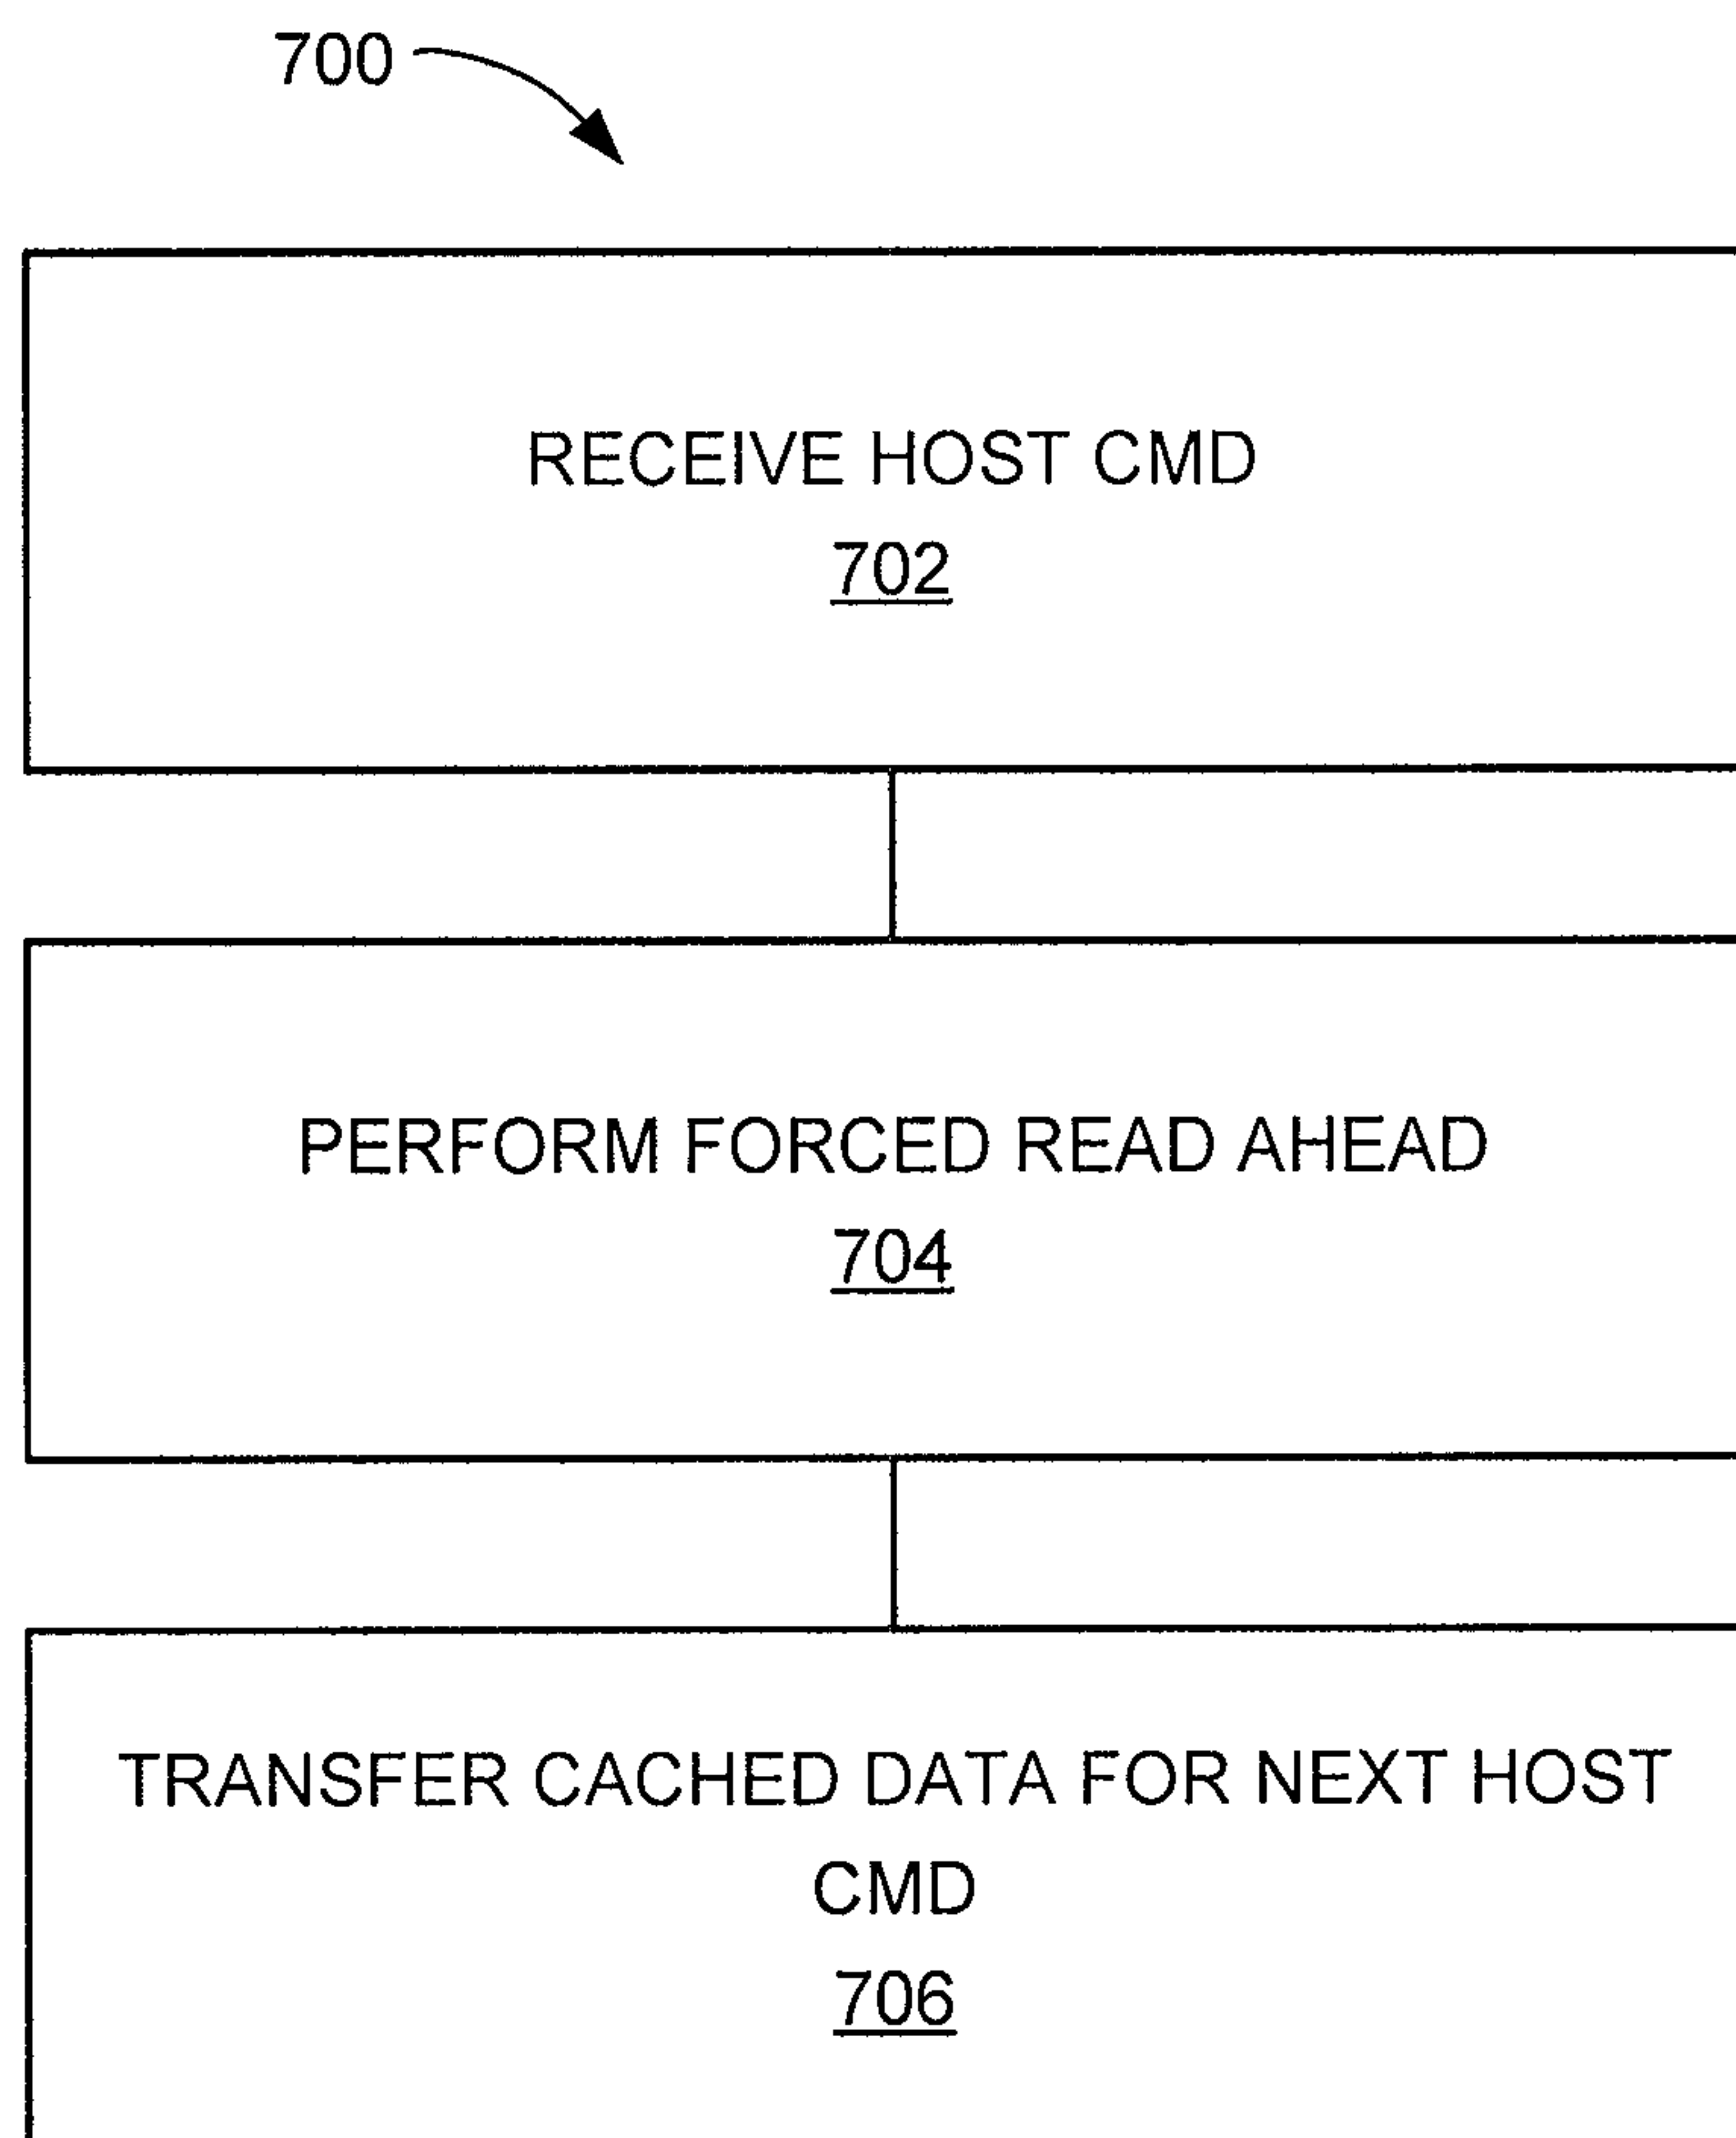 700
RECEIVE HOST CMD
702
PERFORM FORCED READ AHEAD
704
TRANSFER CACHED DATA FOR NEXT HOST
CMD
706